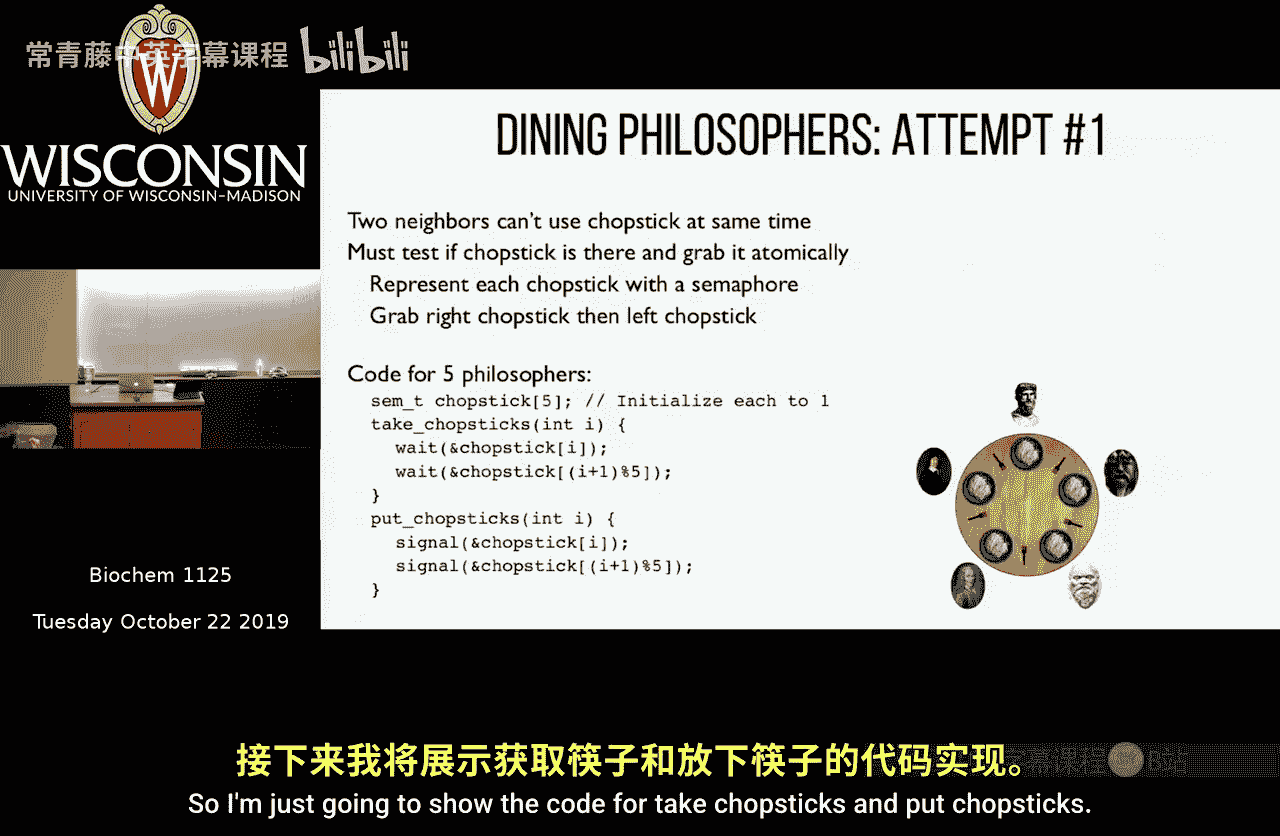 常青藤中英字幕课程 bilibili
W
WISCONSIN
UNIVERSITY OF WISCONSIN-MADISON
DINING PHILOSOPHERS: ATTEMPT #1
Two neighbors can't use chopstick at same time
Must test if chopstick is there and grab it atomically
Represent each chopstick with a semaphore
Grab right chopstick then left chopstick
Code for 5 philosophers:
sem_t chopstick[5]; // Initialize each to 1
take_chopsticks(int i) {
wait(&chopstick[i]);
wait(&chopstick[(i+1)%5]);
}
put_chopsticks(int i) {
signal(&chopstick[i]);
signal(&chopstick[(i+1)%5]);
}
Biochem 1125
Tuesday October 22 2019
接下来我将展示获取筷子和放下筷子的代码实现。
So I'm just going to show the code for take chopsticks and put chopsticks.